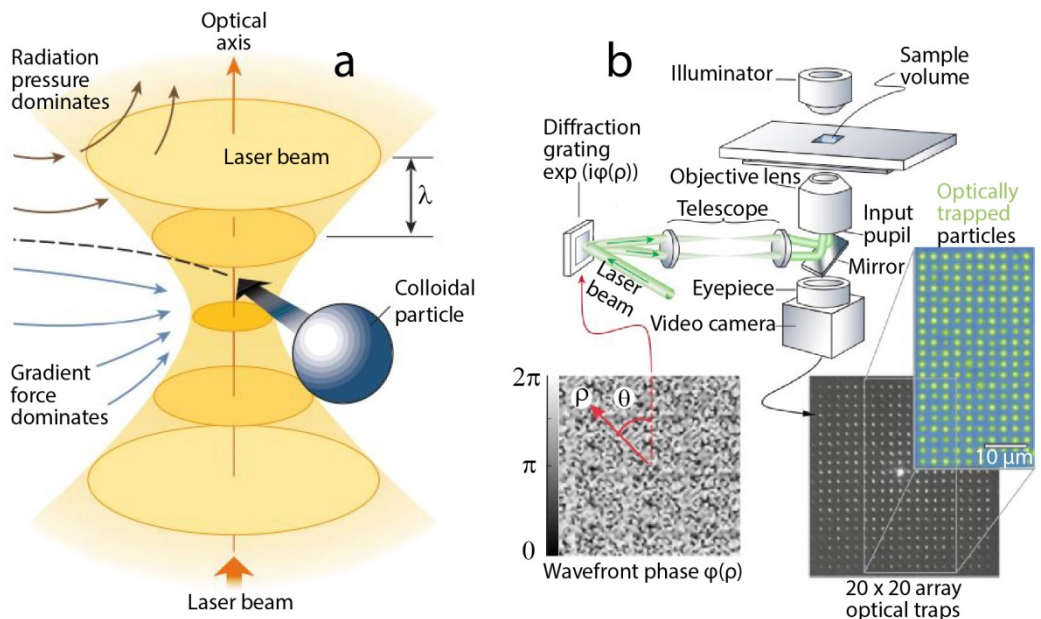 a
Optical
axis
Radiation
pressure
dominates
Laser beam
λ
Colloidal
particle
Gradient
force
dominates
Laser beam
b
Illuminator
Sample
volume
Diffraction
grating
exp (iφ(ρ))
Objective lens
Telescope
Input
pupil
Mirror
Laser
beam
Eyepiece
Video camera
Optically
trapped
particles
10 μm
2π
π
0
ρ
θ
Wavefront phase φ(ρ)
20 x 20 array
optical traps